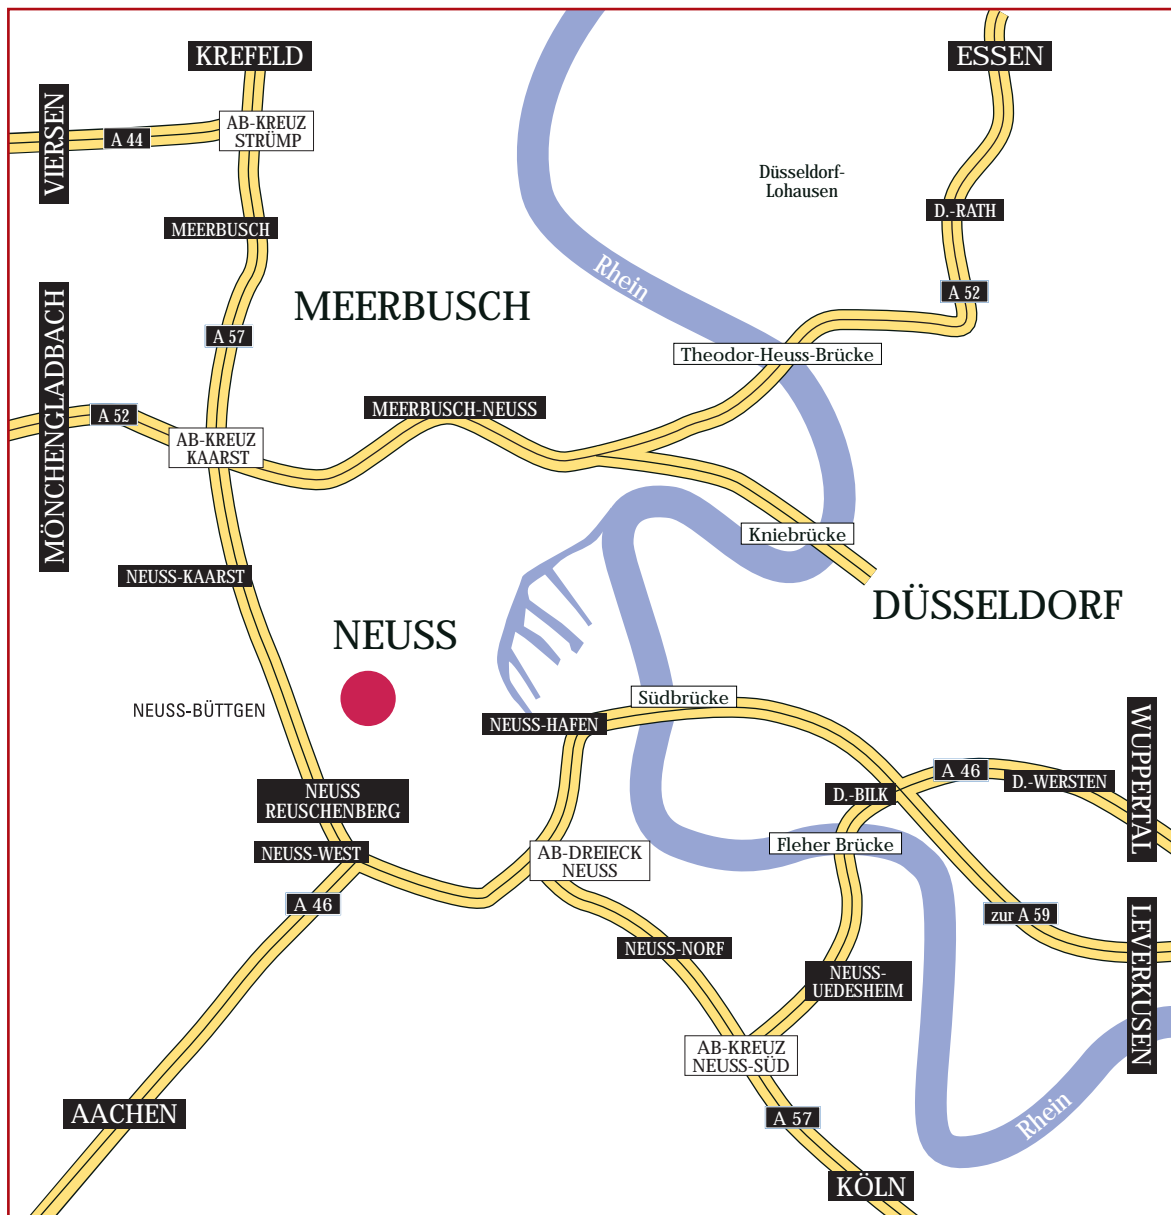 KREFELD
ESSEN
VIERSEN
A 44
AB-KREUZ
STRÜMP
Düsseldorf-
Lohausen
D.-RATH
MEERBUSCH
Rhein
A 52
MEERBUSCH
MÖNCHENGLADBACH
A 57
Theodor-Heuss-Brücke
A 52
MEERBUSCH-NEUSS
AB-KREUZ
KAARST
Kniebrücke
NEUSS-KAARST
DÜSSELDORF
NEUSS
NEUSS-BÜTTGEN
Südbrücke
NEUSS-HAFEN
WUPPERTAL
A 46
D.-WERSTEN
D.-BILK
NEUSS
REUSCHENBERG
Fleher Brücke
NEUSS-WEST
AB-DREIECK
NEUSS
A 46
zur A 59
LEVERKUSEN
NEUSS-NORF
NEUSS-
UEDESHEIM
AB-KREUZ
NEUSS-SÜD
AACHEN
A 57
Rhein
KÖLN